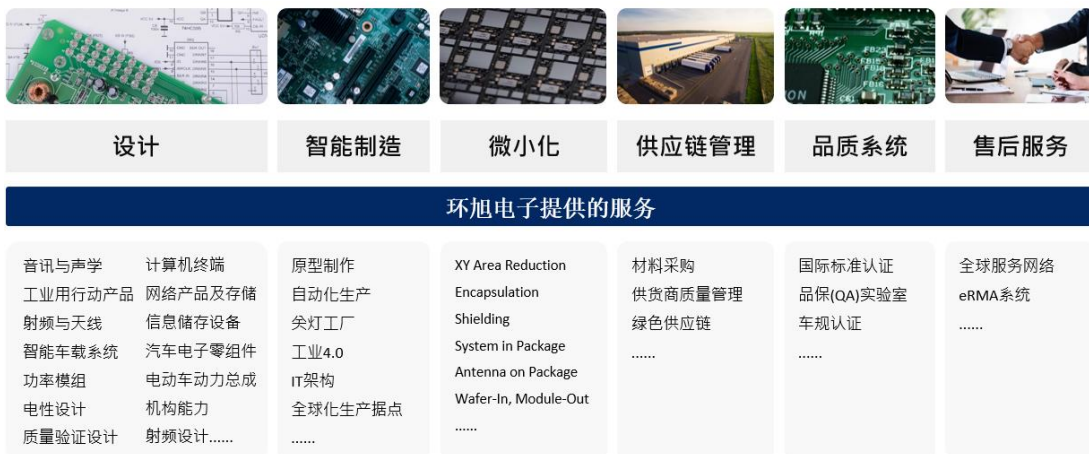 设计
智能制造
微小化
供应链管理
品质系统
售后服务
环旭电子提供的服务
音讯与声学
工业用行动产品
射频与天线
智能车载系统
功率模组
电性设计
质量验证设计
计算机终端
网络产品及存储
信息储存设备
汽车电子零组件
电动车动力总成
机构能力
射频设计......
原型制作
自动化生产
关灯工厂
工业4.0
IT架构
全球化生产据点
......
XY Area Reduction
Encapsulation
Shielding
System in Package
Antenna on Package
Wafer-In, Module-Out
......
材料采购
供货商质量管理
绿色供应链
......
国际标准认证
品保(QA)实验室
车规认证
......
全球服务网络
eRMA系统
......